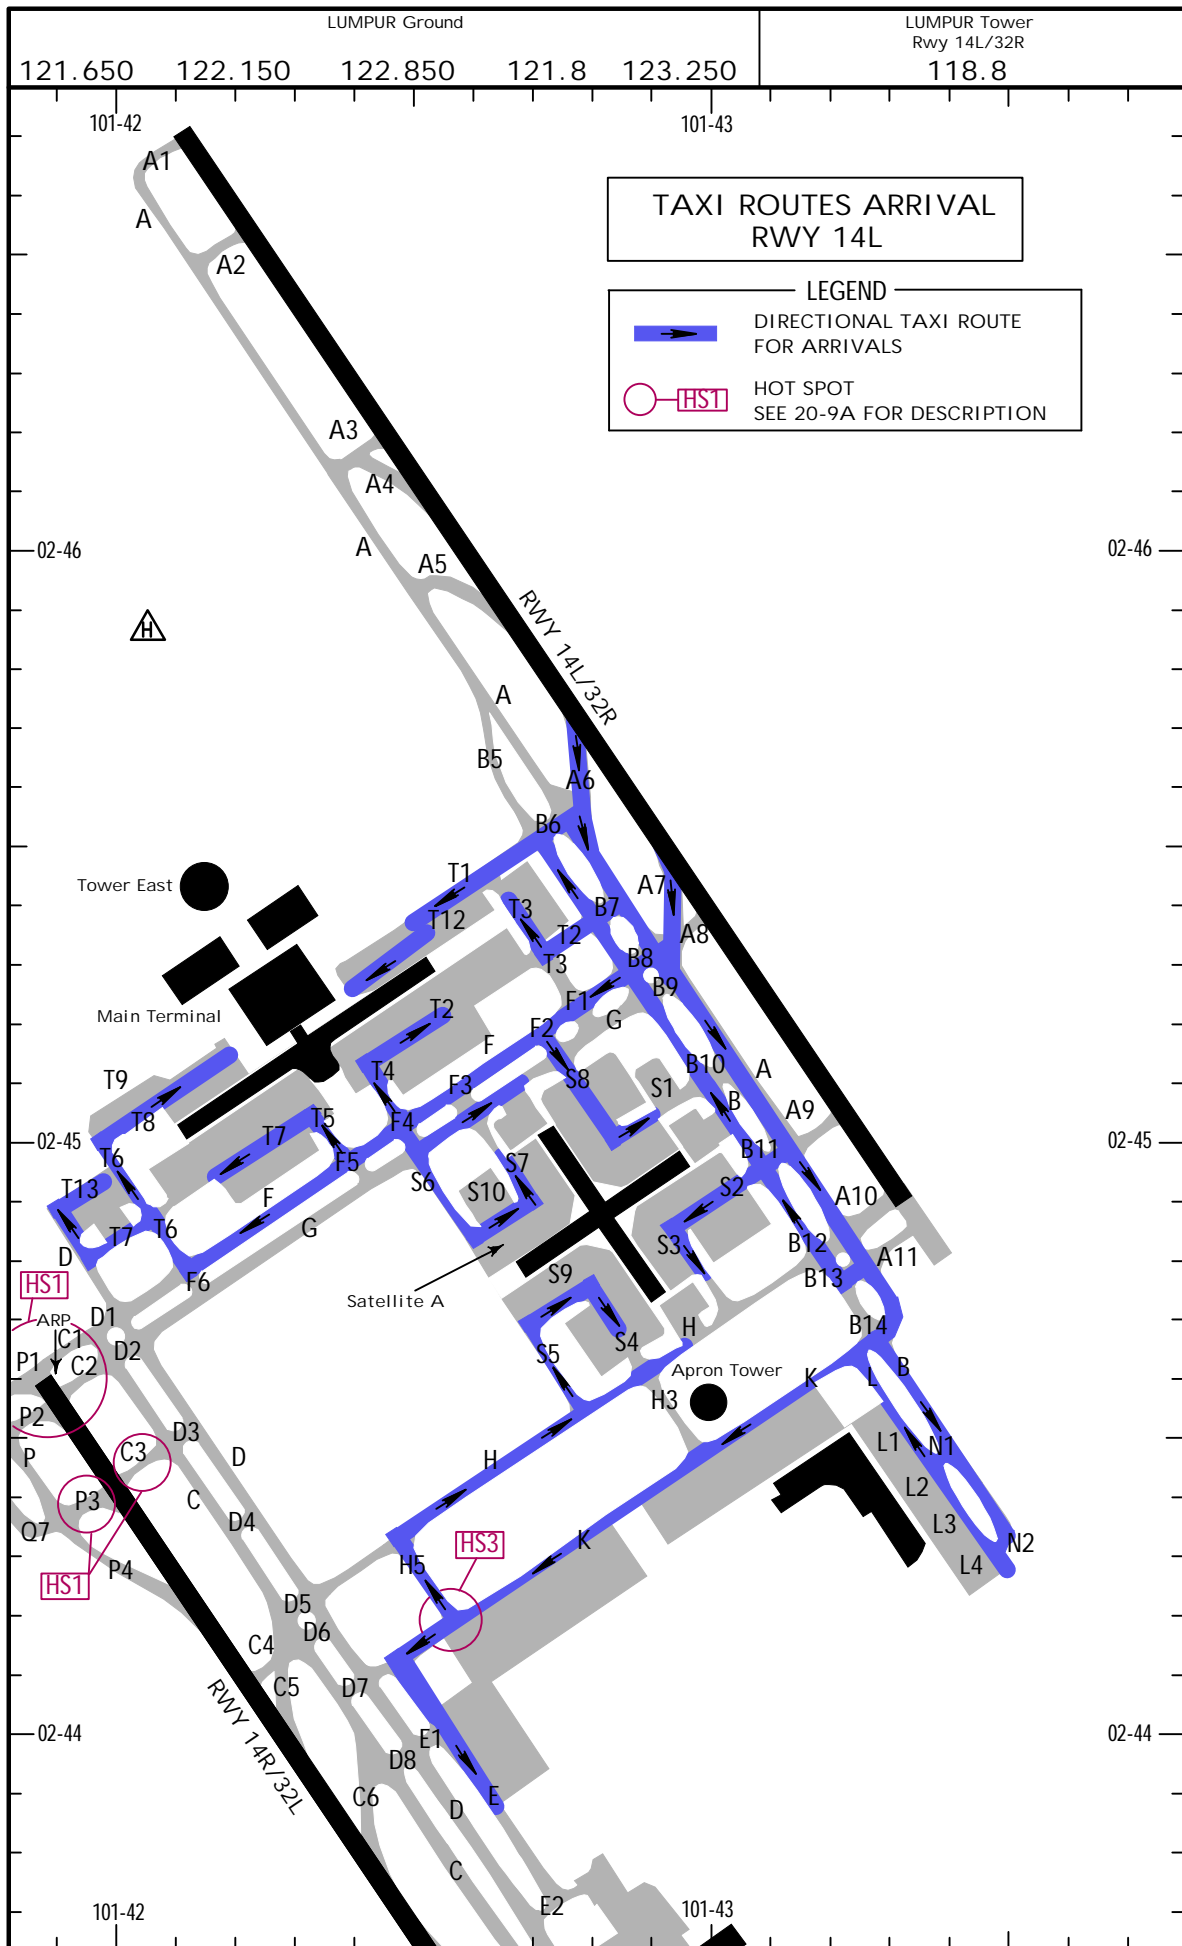 LUMPUR Ground
LUMPUR Tower
Rwy 14L/32R
121.650 122.150 122.850 121.8 123.250
118.8
101-42
101-43
TAXI ROUTES ARRIVAL
RWY 14L
LEGEND
DIRECTIONAL TAXI ROUTE
FOR ARRIVALS
HS1
HOT SPOT
SEE 20-9A FOR DESCRIPTION
A1
A
A2
A3
A4
A
A5
02-46
02-46
H
RWY 14L/32R
A
B5
A6
B6
Tower East
T1
A7
B7
T12
T3
T2
A8
T3
B8
B9
Main Terminal
T2
F1
G
F2
F
T4
F3
S8
S1
B10
A
T9
T8
B
A9
T5
F4
T7
02-45
02-45
F5
B11
T6
S7
S6
S2
T13
S10
F
A10
T6
G
T7
S3
B12
D
A11
HS1
F6
S9
B13
Satellite A
ARP
D1
C1
D2
S4
H
B14
P1
C2
S5
Apron Tower
B
K
L
P2
H3
D3
L1
N1
P
C3
D
H
L2
P3
C
Q7
D4
L3
N2
HS3
K
P4
H5
L4
HS1
D5
D6
C4
C5
D7
RWY 14R/32L
02-44
02-44
E1
D8
C6
E
D
C
E2
101-42
101-43